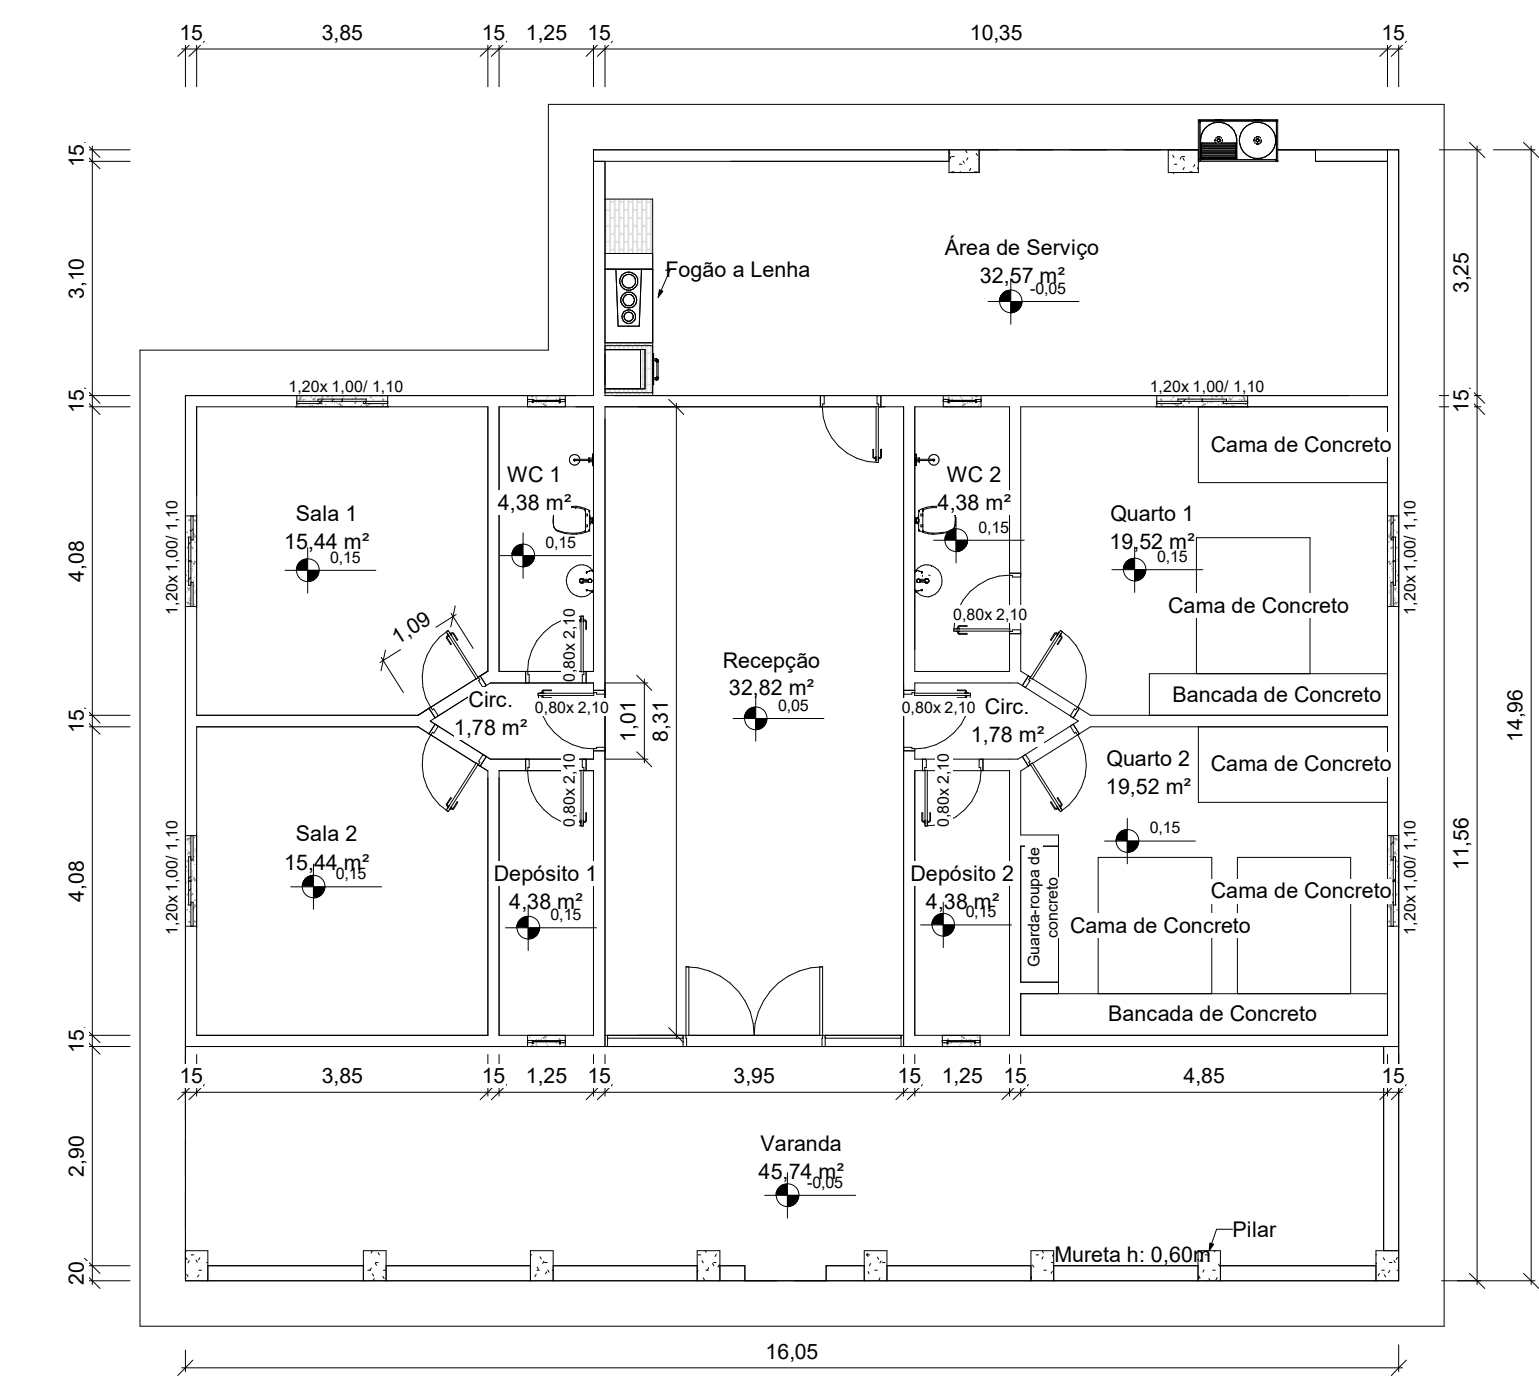 15
3,85
15
1,25
15
10,35
15
15
Área de Serviço
32,57 m²
-0,05
Fogão a Lenha
3,10
3,25
15
1,20x 1,00/ 1,10
1,20x 1,00/ 1,10
15
Cama de Concreto
WC 1
4,38 m²
0,15
WC 2
4,38 m²
0,15
Sala 1
15,44 m²
0,15
Quarto 1
19,52 m²
0,15
1,20x 1,00/ 1,10
1,20x 1,00/ 1,10
4,08
Cama de Concreto
1,09
0,80x 2,10
0,80x 2,10
Recepção
32,82 m²
0,05
Bancada de Concreto
Circ.
1,78 m²
0,80x 2,10
1,01
8,31
0,80x 2,10
Circ.
1,78 m²
15
14,96
Quarto 2
19,52 m²
0,15
Cama de Concreto
0,80x 2,10
0,80x 2,10
Sala 2
15,44 m²
0,15
1,20x 1,00/ 1,10
1,20x 1,00/ 1,10
4,08
11,56
Depósito 1
4,38 m²
0,15
Depósito 2
4,38 m²
0,15
Guarda-roupa de
concreto
Cama de Concreto
Cama de Concreto
Bancada de Concreto
15
15
3,85
15
1,25
15
3,95
15
1,25
15
4,85
15
2,90
Varanda
45,74 m²
-0,05
Pilar
Mureta h: 0,60m
20
16,05